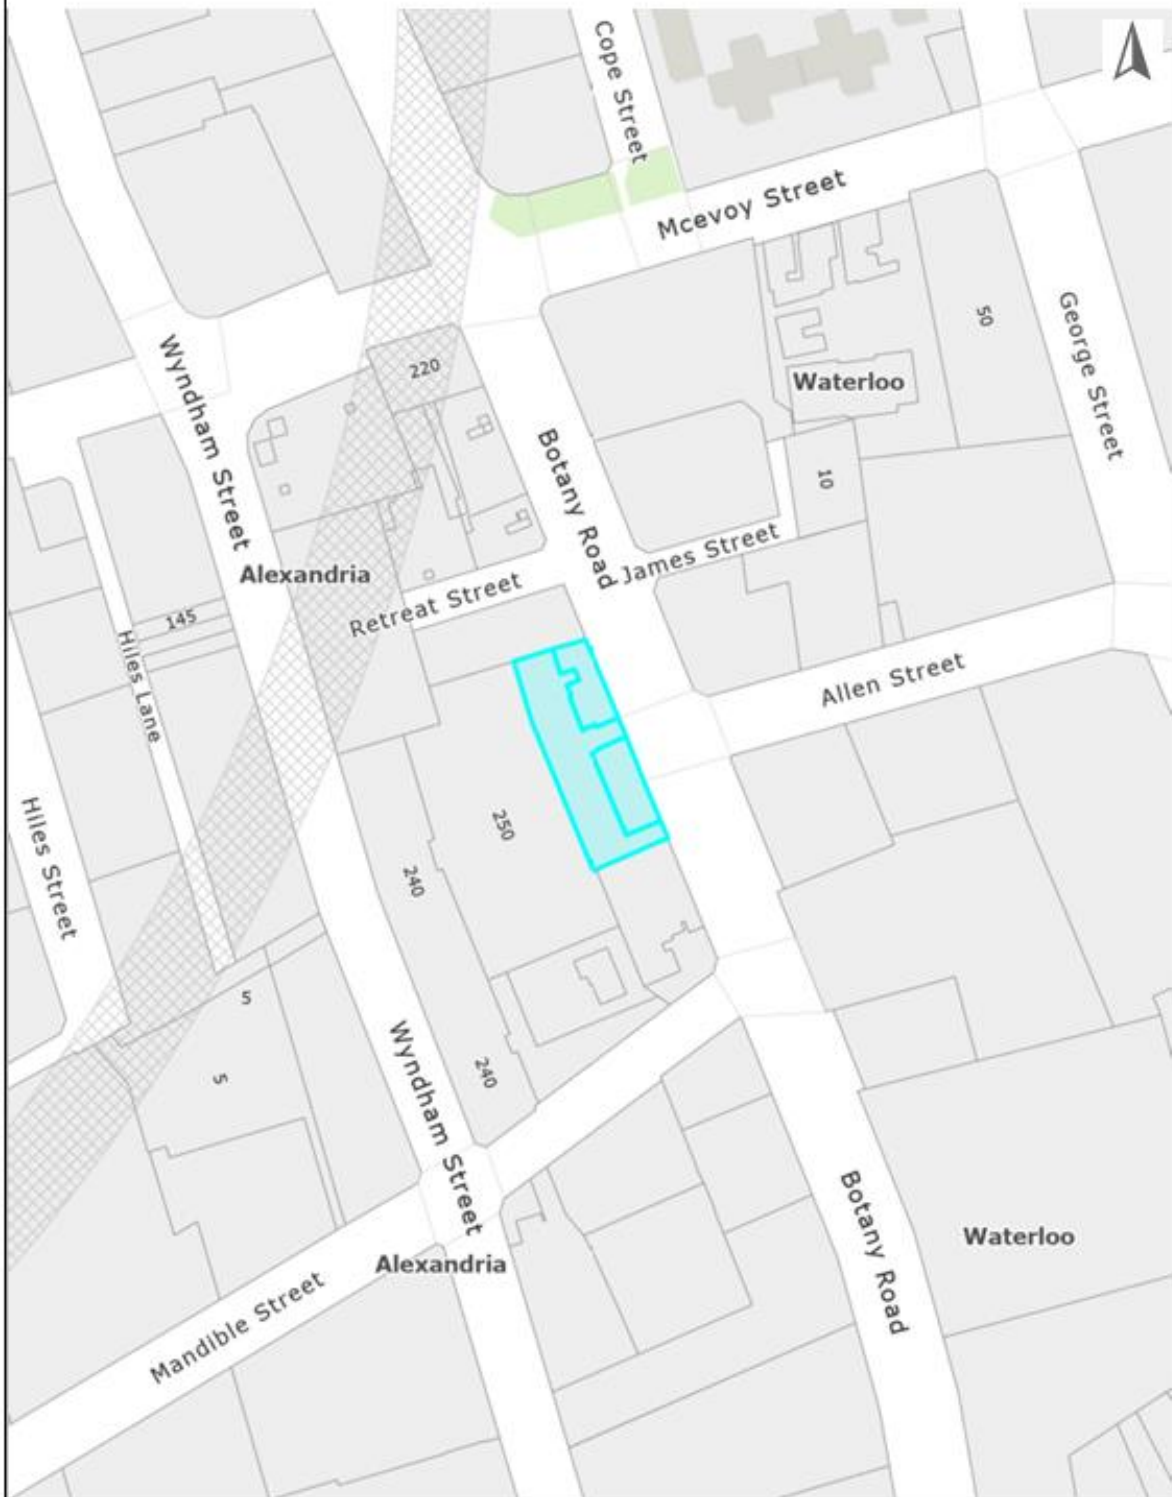 Cope Street
Mcevoy Street
50
George Street
Wyndham Street
220
Waterloo
Botany Road
10
James Street
Alexandria
Retreat Street
145
Hiles Lane
Allen Street
Hiles Street
250
240
5
5
Wyndham Street
240
Botany Road
Waterloo
Alexandria
Mandible Street